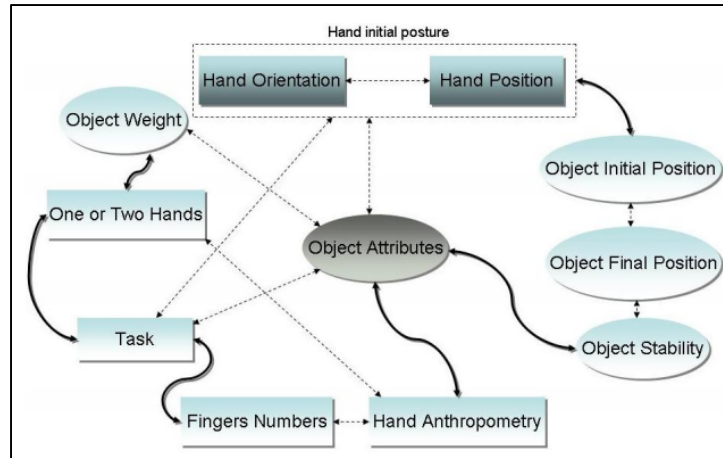 Hand initial posture
Hand Orientation
Hand Position
Object Weight
Object Initial Position
One or Two Hands
Object Attributes
Object Final Position
Task
Object Stability
Fingers Numbers
Hand Anthropometry